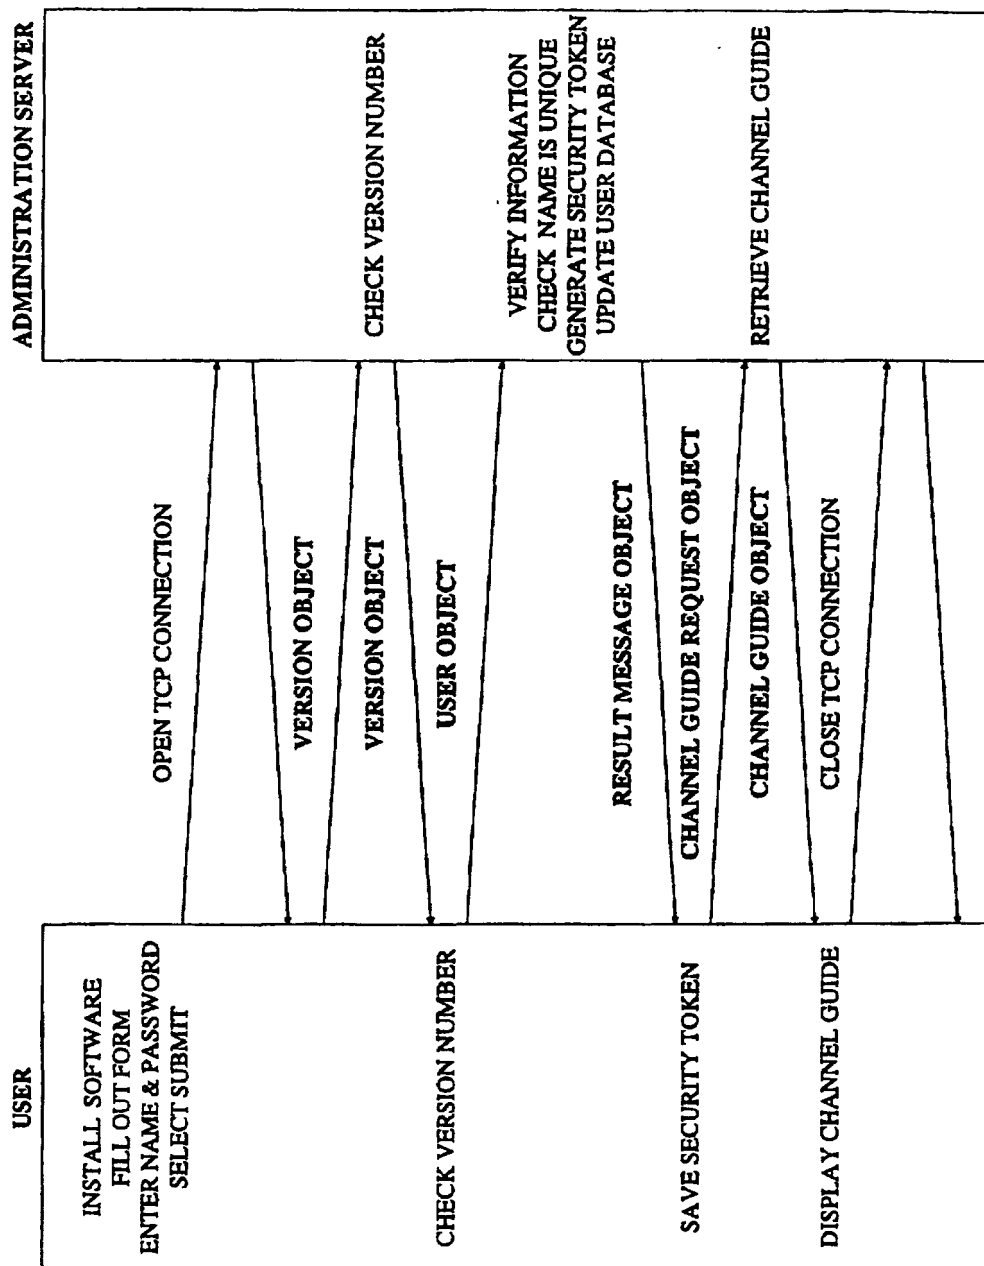 USER
ADMINISTRATION SERVER
INSTALL SOFTWARE
FILL OUT FORM
ENTER NAME & PASSWORD
SELECT SUBMIT
OPEN TCP CONNECTION
VERSION OBJECT
VERSION OBJECT
CHECK VERSION NUMBER
CHECK VERSION NUMBER
USER OBJECT
VERIFY INFORMATION
CHECK NAME IS UNIQUE
GENERATE SECURITY TOKEN
UPDATE USER DATABASE
RESULT MESSAGE OBJECT
SAVE SECURITY TOKEN
CHANNEL GUIDE REQUEST OBJECT
RETRIEVE CHANNEL GUIDE
CHANNEL GUIDE OBJECT
DISPLAY CHANNEL GUIDE
CLOSE TCP CONNECTION